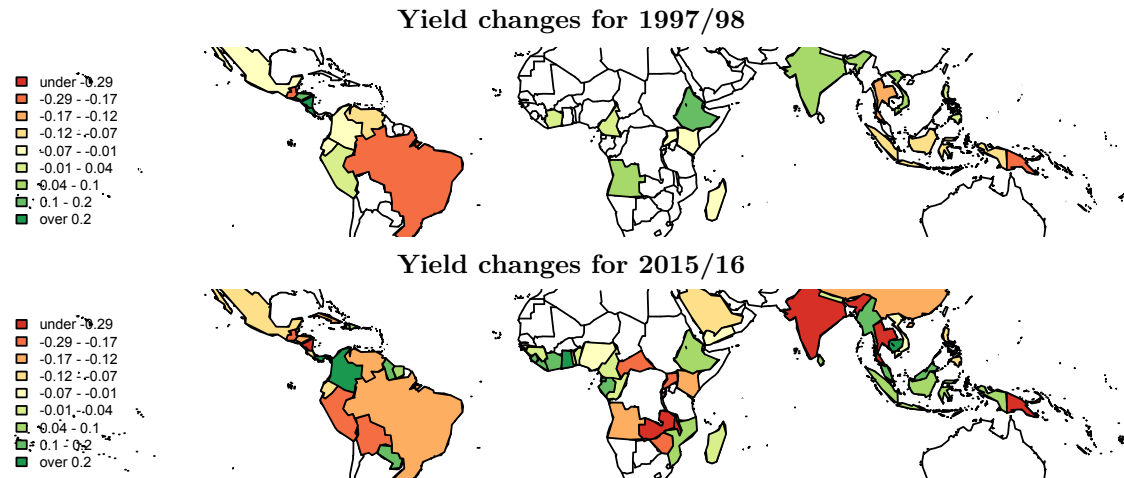 Yield changes for 1997/98
under -0.29
-0.29 - -0.17
-0.17 - -0.12
-0.12 - -0.07
-0.07 - -0.01
-0.01 - 0.04
0.04 - 0.1
0.1 - 0.2
over 0.2
Yield changes for 2015/16
under -0.29
-0.29 - -0.17
-0.17 - -0.12
-0.12 - -0.07
-0.07 - -0.01
-0.01 - 0.04
0.04 - 0.1
0.1 - 0.2
over 0.2